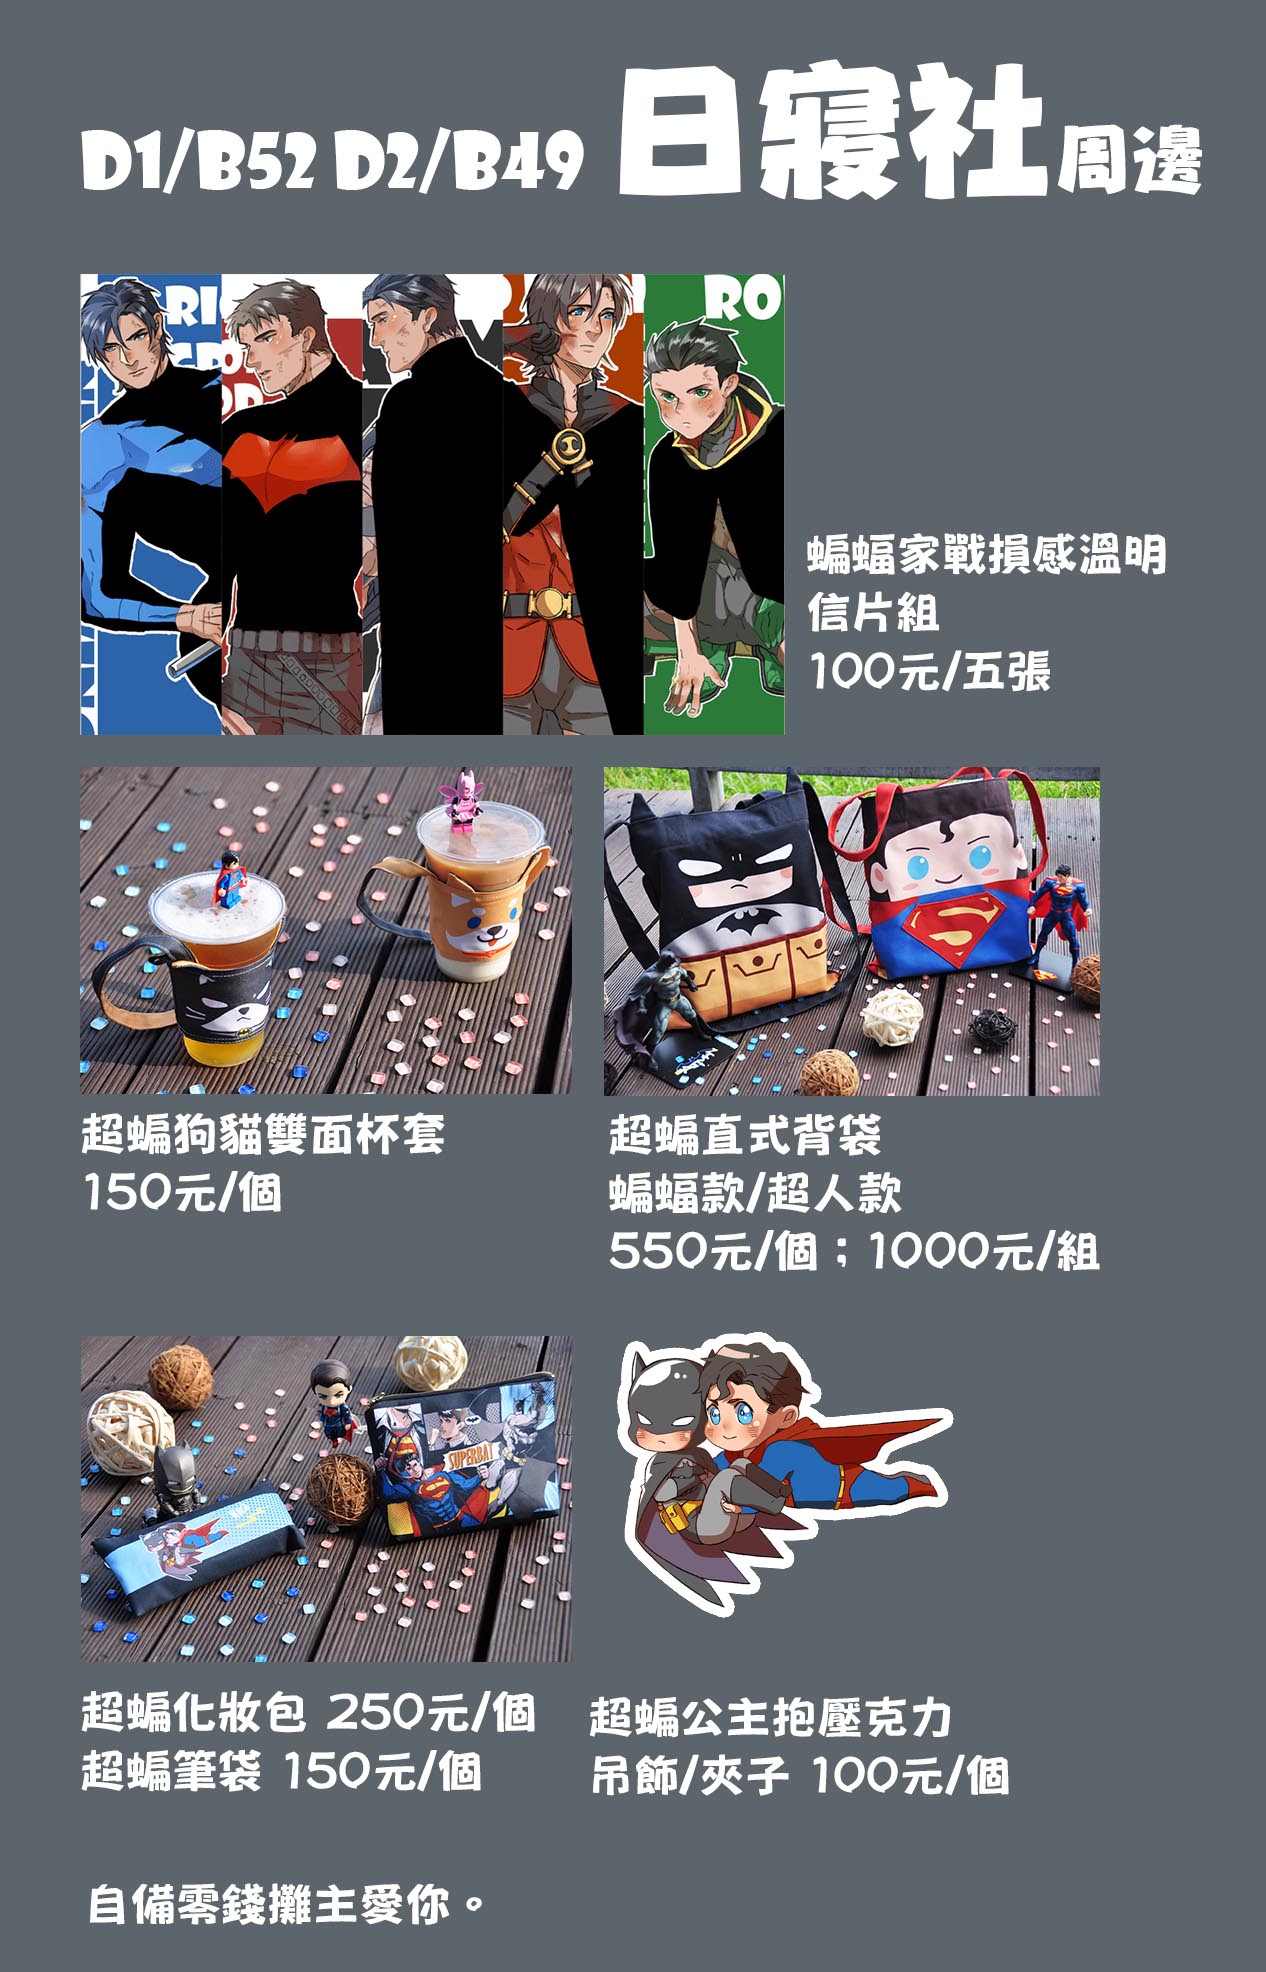 D1/B52 D2/B49 日寢社周邊
RI
RO
蝙蝠家戰損感溫明
信片組
100元/五張
超蝙狗貓雙面杯套
150元/個
超蝙直式背袋
蝙蝠款/超人款
550元/個；1000元/組
SUPERBAT
超蝙化妝包 250元/個
超蝙筆袋 150元/個
超蝙公主抱壓克力
吊飾/夾子 100元/個
自備零錢攤主愛你。